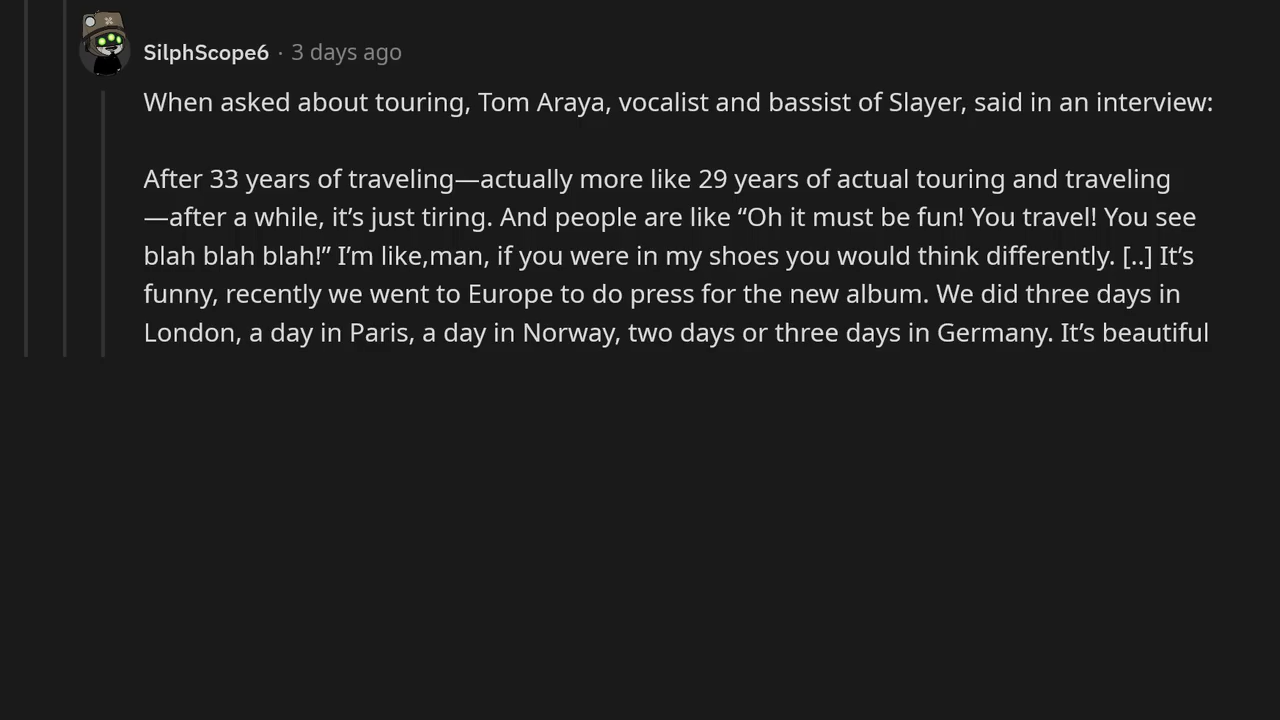 SilphScope6 · 3 days ago
When asked about touring, Tom Araya, vocalist and bassist of Slayer, said in an interview:
After 33 years of traveling—actually more like 29 years of actual touring and traveling
—after a while, it’s just tiring. And people are like “Oh it must be fun! You travel! You see
blah blah blah!” I’m like,man, if you were in my shoes you would think differently. [..] It’s
funny, recently we went to Europe to do press for the new album. We did three days in
London, a day in Paris, a day in Norway, two days or three days in Germany. It’s beautiful